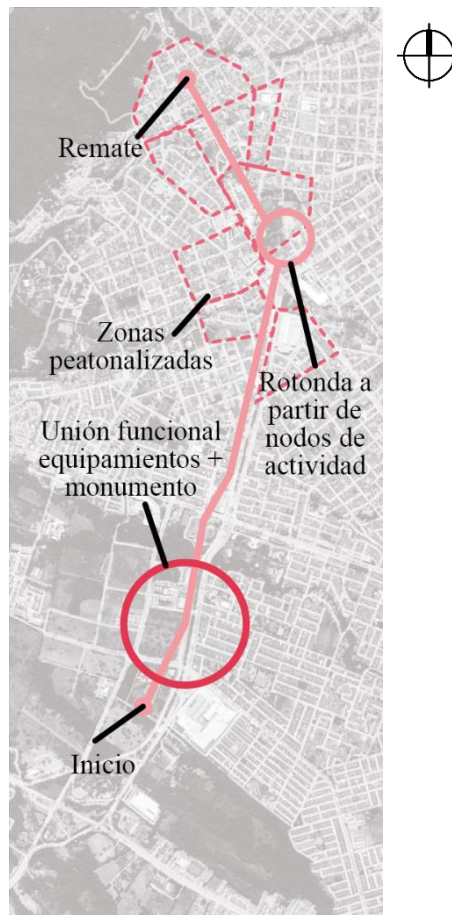 Remate
Zonas
peatonalizadas
Rotonda a
partir de
nodos de
actividad
Unión funcional
equipamientos +
monumento
Inicio